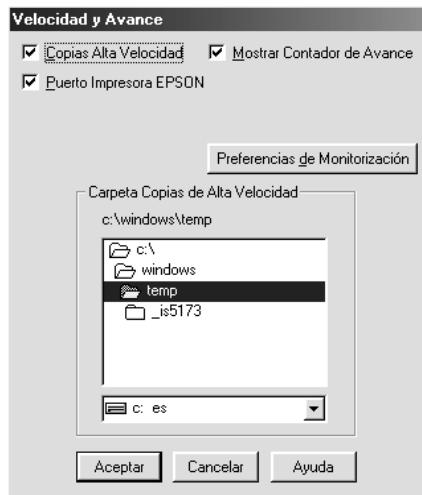 Velocidad y Avance
Copias Alta Velocidad Mostrar Contador de Avance
Puerto Impresora EPSON
Preferencias de Monitorización
Carpeta Copias de Alta Velocidad
c:\windows\temp
c:\
windows
temp
_is5173
c: es
Aceptar Cancelar Ayuda